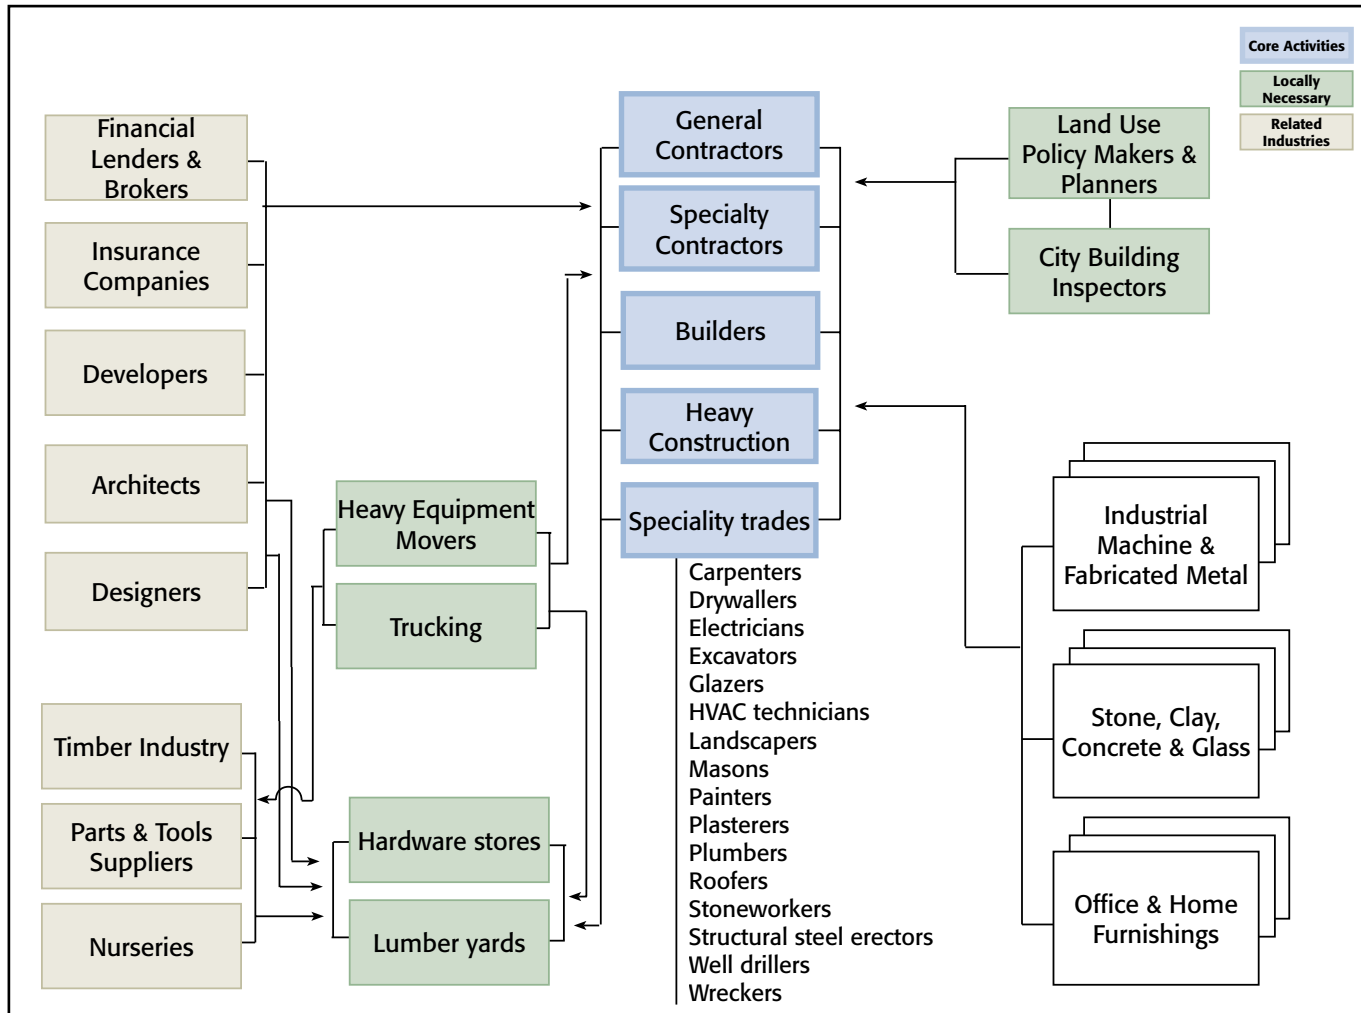 Core Activities
Locally
Necessary
Related
Industries
Financial
Lenders &
Brokers
Insurance
Companies
Developers
Architects
Designers
Timber Industry
Parts & Tools
Suppliers
Nurseries
Heavy Equipment
Movers
Trucking
Hardware stores
Lumber yards
General
Contractors
Specialty
Contractors
Builders
Heavy
Construction
Speciality trades
Carpenters
Drywallers
Electricians
Excavators
Glazers
HVAC technicians
Landscapers
Masons
Painters
Plasterers
Plumbers
Roofers
Stoneworkers
Structural steel erectors
Well drillers
Wreckers
Land Use
Policy Makers &
Planners
City Building
Inspectors
Industrial
Machine &
Fabricated Metal
Stone, Clay,
Concrete & Glass
Office & Home
Furnishings